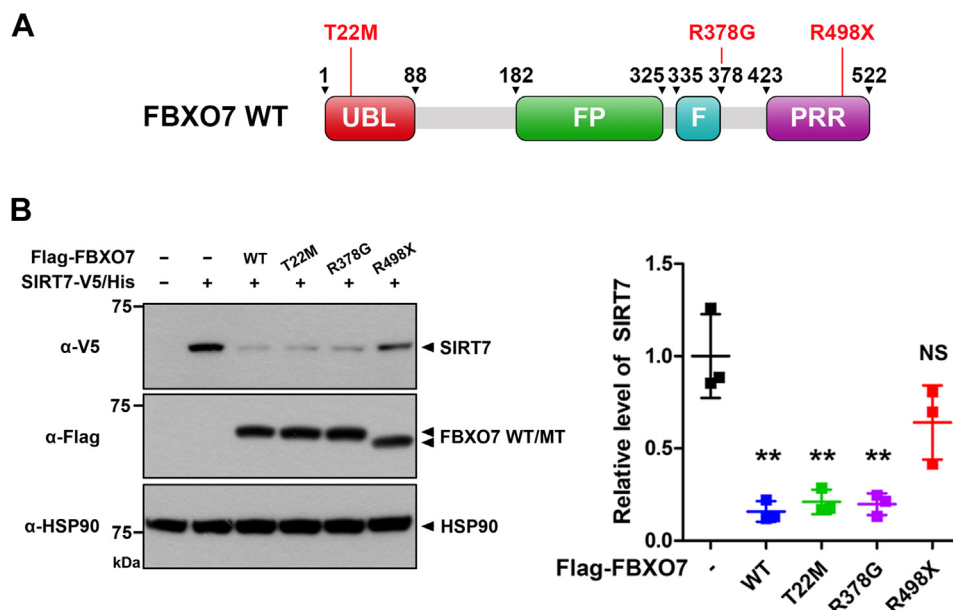 A
T22M R378G R498X
1 88 182 325 335 378 423 522
FBXO7 WT UBL FP F PRR
B
Flag-FBXO7 – – WT T22M R378G R498X
SIRT7-V5/His – + + + + +
75
α-V5 SIRT7
75
α-Flag FBXO7 WT/MT
α-HSP90 75 HSP90
kDa
Relative level of SIRT7
1.5
1.0
0.5
0.0
** ** ** NS
Flag-FBXO7 - WT T22M R378G R498X